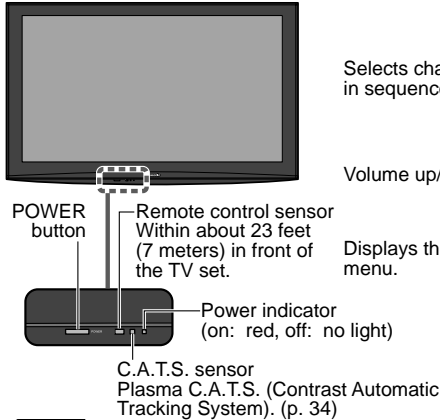 Selects cha
in sequence
Volume up/
Displays th
menu.
POWER
button
Remote control sensor
Within about 23 feet
(7 meters) in front of
the TV set.
POWER
Power indicator
(on: red, off: no light)
C.A.T.S. sensor
Plasma C.A.T.S. (Contrast Automatic
Tracking System). (p. 34)